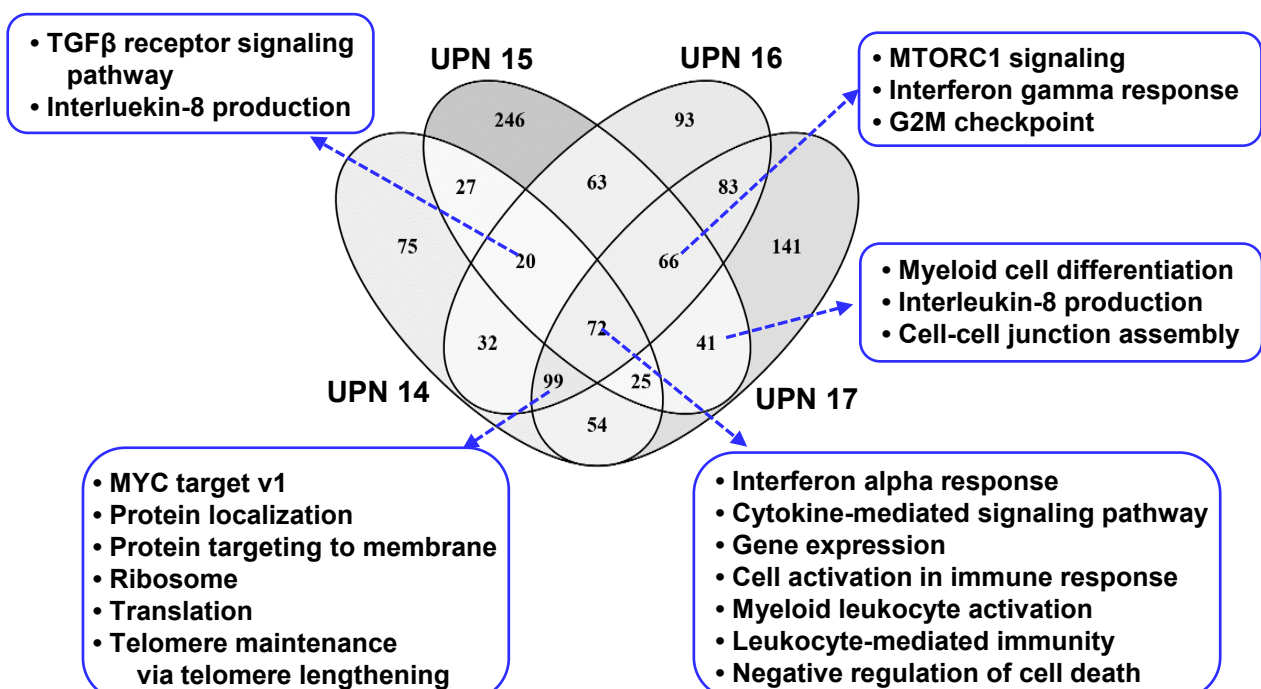 • TGFβ receptor signaling
pathway
• Interluekin-8 production
UPN 15
UPN 16
• MTORC1 signaling
• Interferon gamma response
• G2M checkpoint
246
93
27
63
83
75
20
66
141
• Myeloid cell differentiation
• Interleukin-8 production
• Cell-cell junction assembly
32
72
41
99
25
UPN 14
UPN 17
54
• MYC target v1
• Protein localization
• Protein targeting to membrane
• Ribosome
• Translation
• Telomere maintenance
via telomere lengthening
• Interferon alpha response
• Cytokine-mediated signaling pathway
• Gene expression
• Cell activation in immune response
• Myeloid leukocyte activation
• Leukocyte-mediated immunity
• Negative regulation of cell death